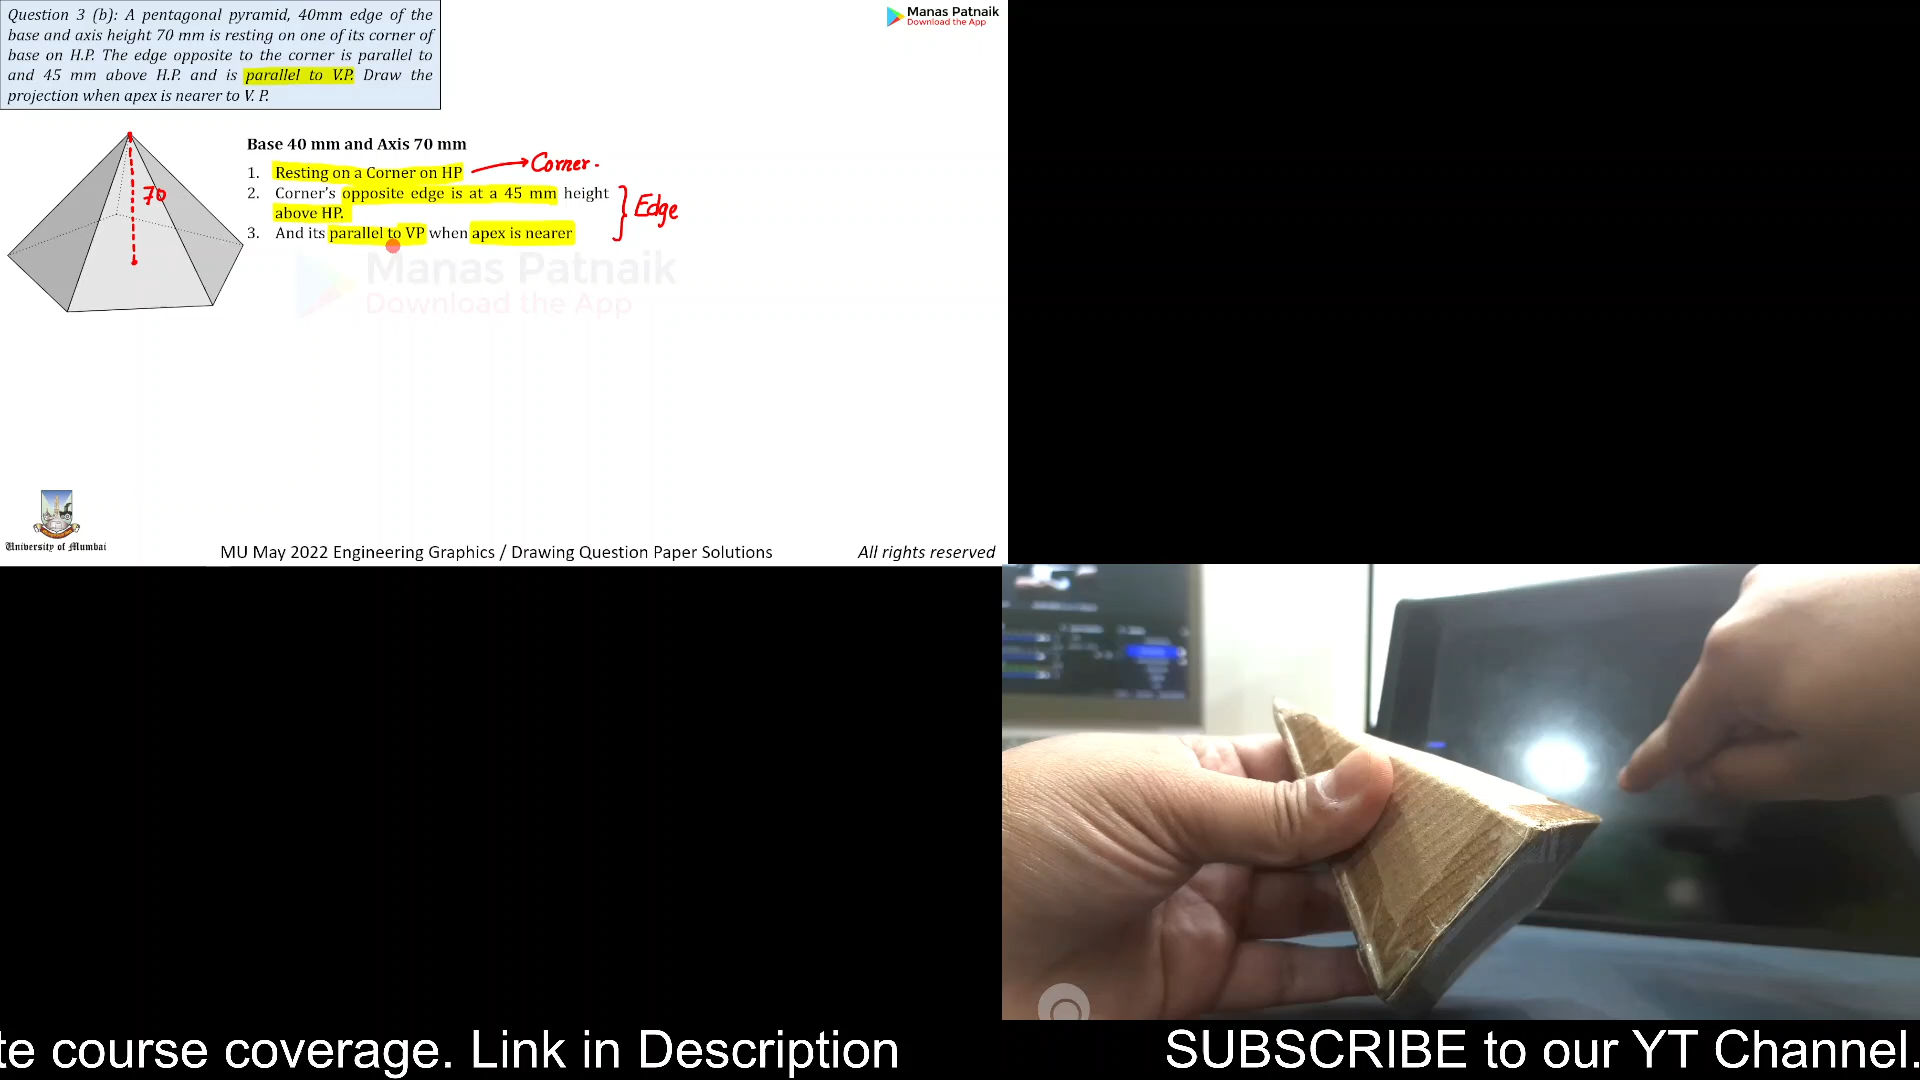 Question 3 (b): A pentagonal pyramid, 40mm edge of the
base and axis height 70 mm is resting on one of its corner of
base on H.P. The edge opposite to the corner is parallel to
and 45 mm above H.P. and is parallel to V.P. Draw the
projection when apex is nearer to V. P.
Manas Patnaik
Download the App
Base 40 mm and Axis 70 mm
1. Resting on a Corner on HP
Corner.
2. Corner's opposite edge is at a 45 mm height
above HP.
3. And its parallel to VP when apex is nearer
Edge
70
Manas Patnaik
Download the App
University of Mumbai
MU May 2022 Engineering Graphics / Drawing Question Paper Solutions
All rights reserved
te course coverage. Link in Description
SUBSCRIBE to our YT Channel.